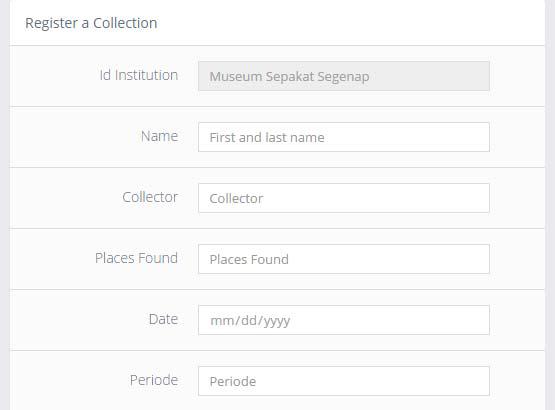 Register a Collection
Id Institution Museum Sepakat Segenap
Name First and last name
Collector Collector
Places Found Places Found
Date mm/dd/yyyy
Periode Periode